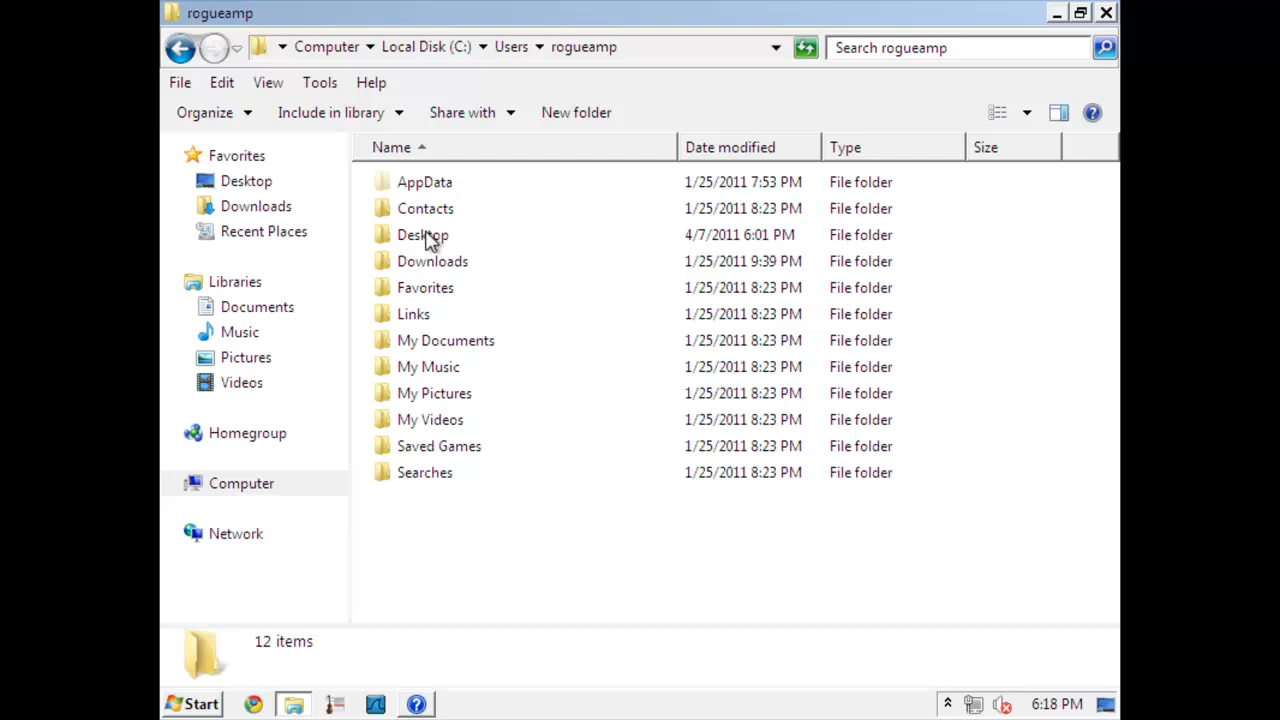 rogueamp
Computer Local Disk (C:) Users rogueamp Search rogueamp
File Edit View Tools Help
Organize Include in library Share with New folder
Name Date modified Type Size
Favorites
Desktop
Downloads
Recent Places
Libraries
Documents
Music
Pictures
Videos
Homegroup
Computer
Network
AppData 1/25/2011 7:53 PM File folder
Contacts 1/25/2011 8:23 PM File folder
Desktop 4/7/2011 6:01 PM File folder
Downloads 1/25/2011 9:39 PM File folder
Favorites 1/25/2011 8:23 PM File folder
Links 1/25/2011 8:23 PM File folder
My Documents 1/25/2011 8:23 PM File folder
My Music 1/25/2011 8:23 PM File folder
My Pictures 1/25/2011 8:23 PM File folder
My Videos 1/25/2011 8:23 PM File folder
Saved Games 1/25/2011 8:23 PM File folder
Searches 1/25/2011 8:23 PM File folder
12 items
Start 6:18 PM